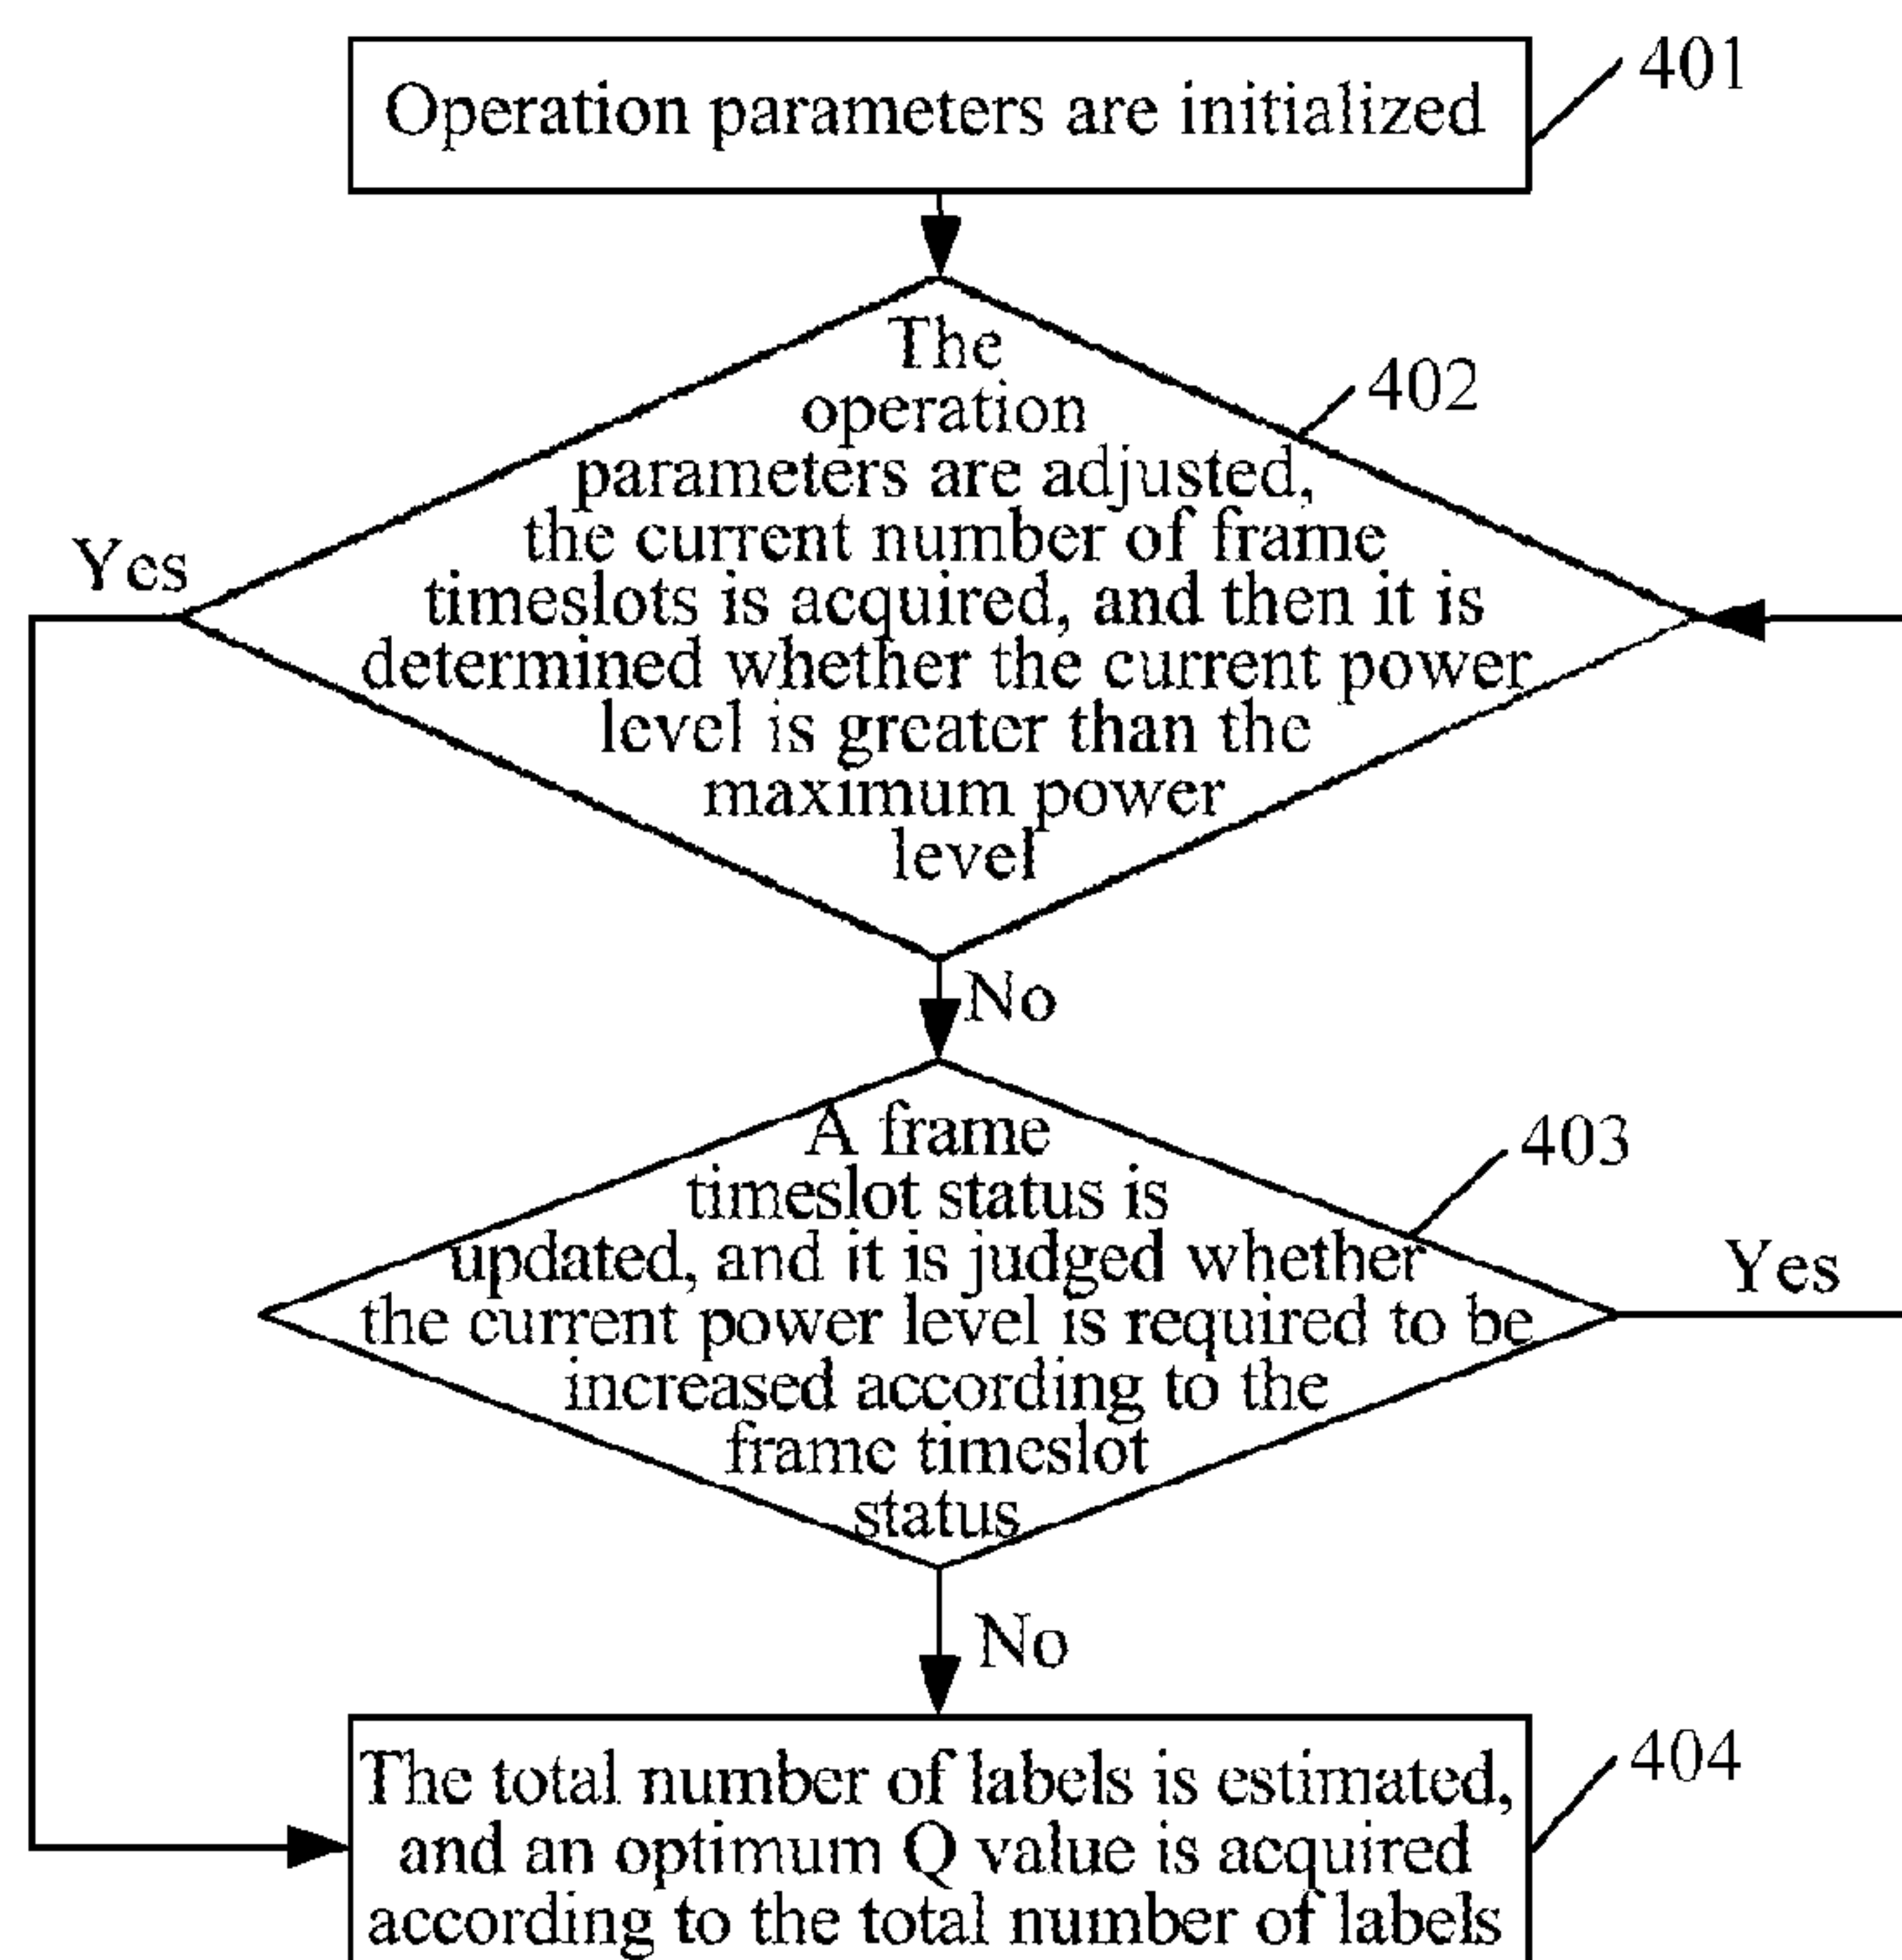 Operation parameters are initialized
401
The
operation
402
parameters are adjusted,
the current number of frame
Yes
timeslots is acquired, and then it is
determined whether the current power
level is greater than the
maximum power
level
No
A frame
403
timeslot status is
updated, and it is judged whether
Yes
the current power level is required to be
increased according to the
frame timeslot
status
No
The total number of labels is estimated,
404
and an optimum Q value is acquired
according to the total number of labels